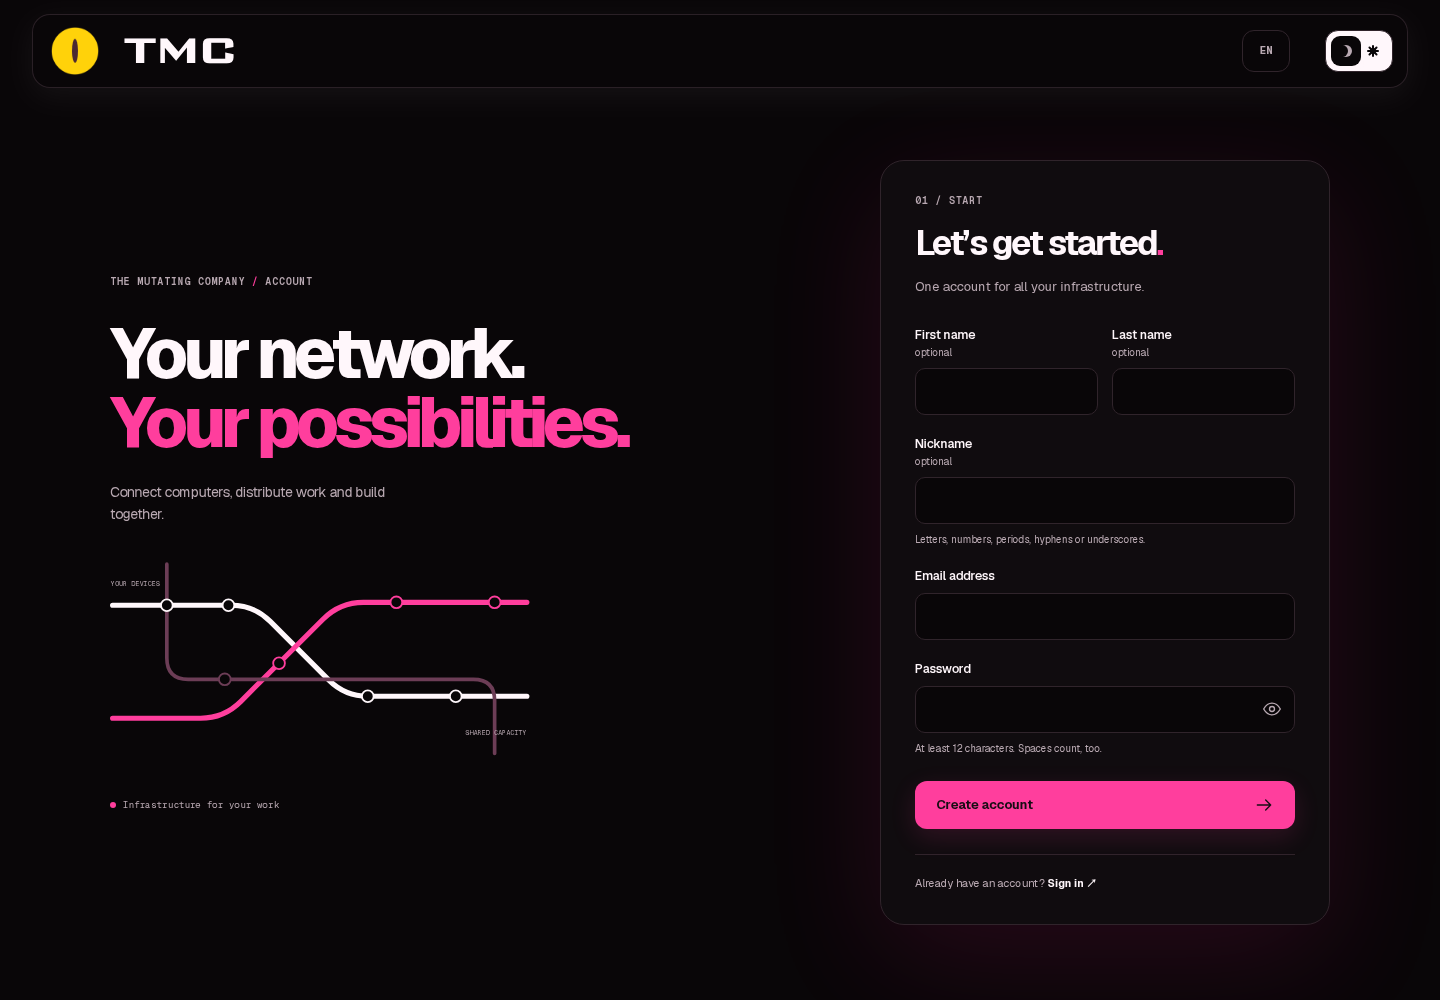 TMC
EN
THE MUTATING COMPANY / ACCOUNT
Your network.
Your possibilities.
Connect computers, distribute work and build
together.
YOUR DEVICES
SHARED CAPACITY
Infrastructure for your work
01 / START
Let's get started.
One account for all your infrastructure.
First name
optional
Last name
optional
Nickname
optional
Letters, numbers, periods, hyphens or underscores.
Email address
Password
At least 12 characters. Spaces count, too.
Create account →
Already have an account? Sign in ↗